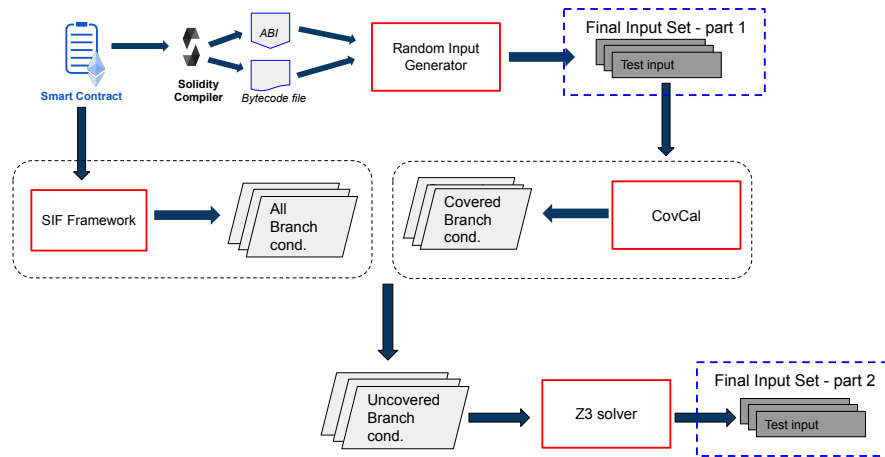 Smart Contract
Solidity
Compiler
ABI
Bytecode file
Random Input
Generator
Final Input Set - part 1
Test input
SIF Framework
All
Branch
cond.
Covered
Branch
cond.
CovCal
Uncovered
Branch
cond.
Z3 solver
Final Input Set - part 2
Test input